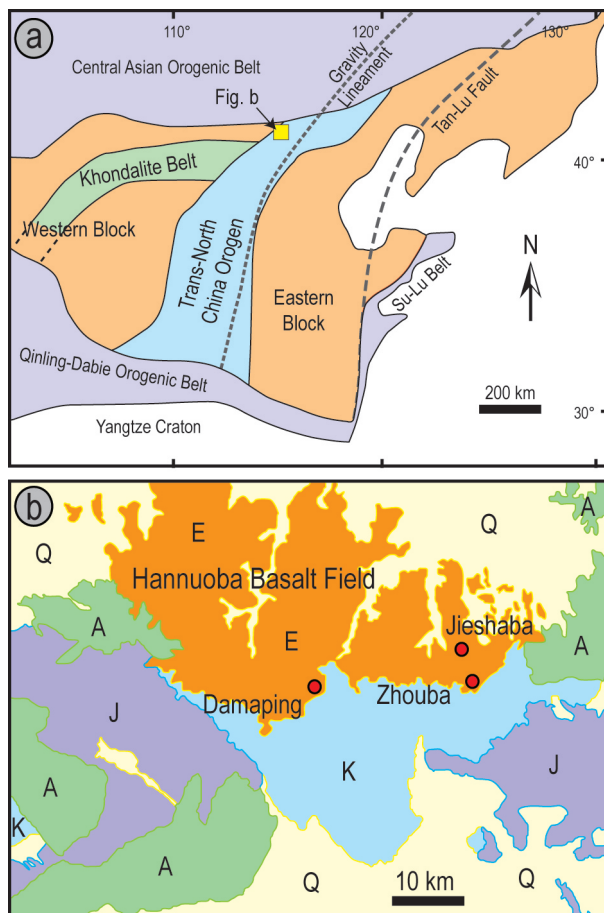 a
110°
120°
130°
Central Asian Orogenic Belt
Gravity
Lineament
Tan-Lu Fault
Fig. b
40°
Khondalite Belt
Western Block
Trans-North
China Orogen
Eastern
Block
Su-Lu Belt
N
Qinling-Dabie Orogenic Belt
200 km
30°
Yangtze Craton
b
A
E
Q
Q
Hannuoba Basalt Field
A
Jieshaba
E
A
Damaping
Zhouba
J
K
J
A
K
A
Q
Q
10 km